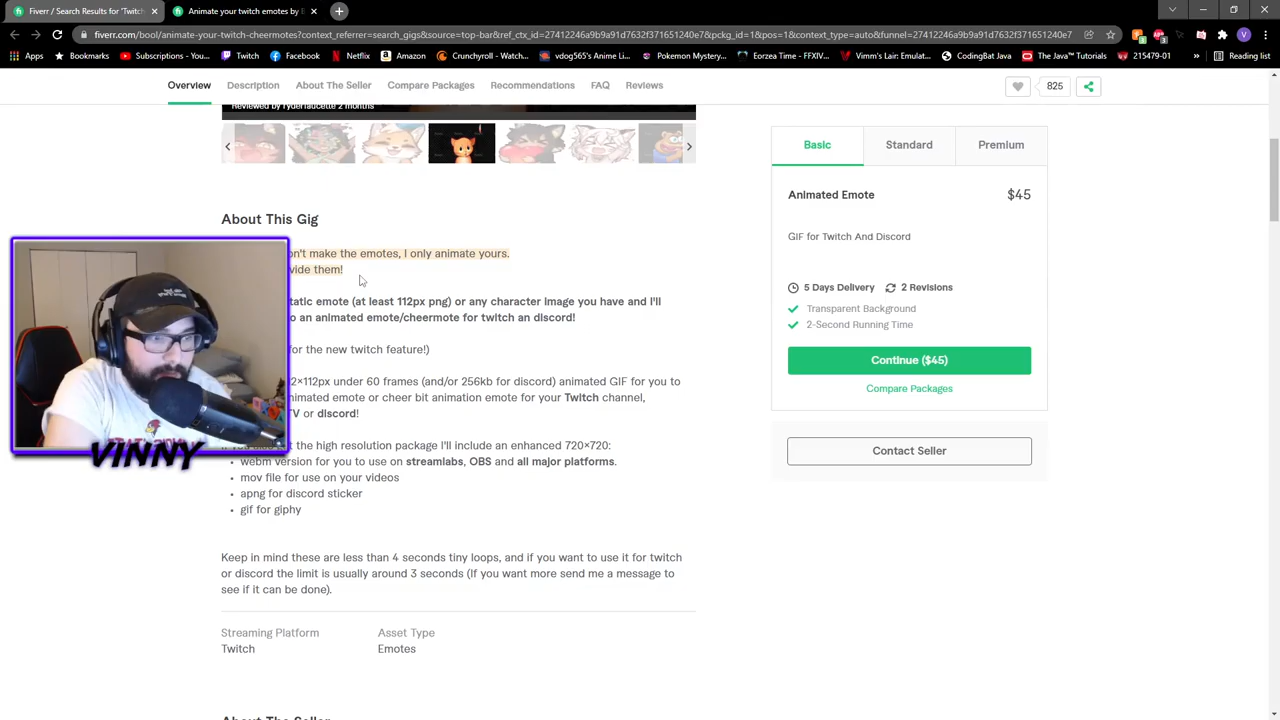 Fiverr / Search Results for 'Twitch
Animate your twitch cheermotes b
fiverr.com/bool/animate-your-twitch-cheermotes?context_referrer=search_gigs&source=top-bar&ref_ctx_id=27412246a9b9a91d7632f371651240e7&pckg_id=1&pos=1&context_type=auto&funnel=27412246a9b9a91d7632f371651240e7
Apps
Bookmarks
Subscriptions - You...
Twitch
Facebook
Amazon
Crunchyroll - Watch...
vdog565's Anime Li...
Pokemon Mystery...
Eorzea Time - FFXIV...
Vimm's Lair: Emulat...
CodingBat Java
The Java™ Tutorials
215479-01
»
Reading list
Overview
Description
About The Seller
Compare Packages
Recommendations
FAQ
Reviews
825
Reviewed by ryderfaucette 2 months
Basic
Standard
Premium
Animated Emote
$45
GIF for Twitch And Discord
5 Days Delivery
2 Revisions
Transparent Background
2-Second Running Time
Continue ($45)
Compare Packages
Contact Seller
About This Gig
on't make the emotes, I only animate yours.
vide them!
tatic emote (at least 112px png) or any character image you have and I'll
o an animated emote/cheermote for twitch an discord!
for the new twitch feature!)
2×112px under 60 frames (and/or 256kb for discord) animated GIF for you to
nimated emote or cheer bit animation emote for your Twitch channel,
TV or discord!
t the high resolution package I'll include an enhanced 720×720:
webm version for you to use on streamlabs, OBS and all major platforms.
mov file for use on your videos
apng for discord sticker
gif for giphy
Keep in mind these are less than 4 seconds tiny loops, and if you want to use it for twitch
or discord the limit is usually around 3 seconds (If you want more send me a message to
see if it can be done).
Streaming Platform
Asset Type
Twitch
Emotes
VINNY